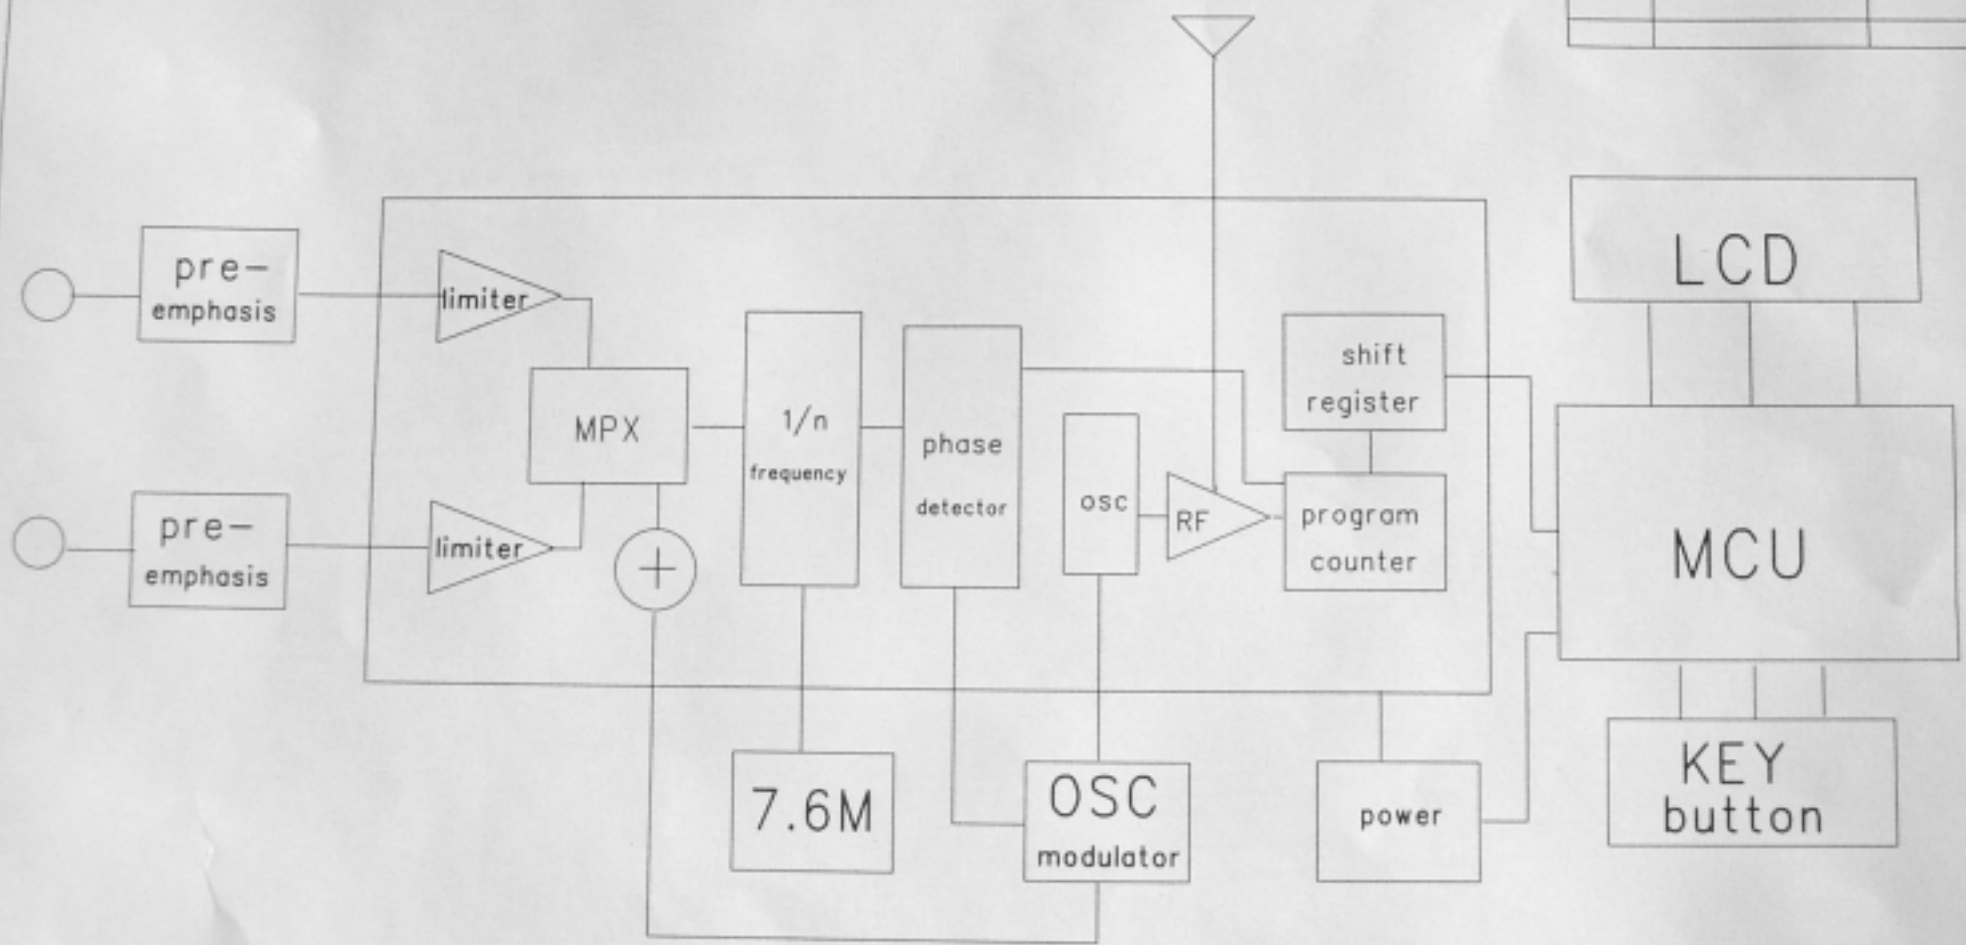 pre-
emphasis
limiter
MPX
pre-
emphasis
limiter
+
1/n
frequency
phase
detector
osc
RF
shift
register
program
counter
LCD
MCU
KEY
button
7.6M
OSC
modulator
power